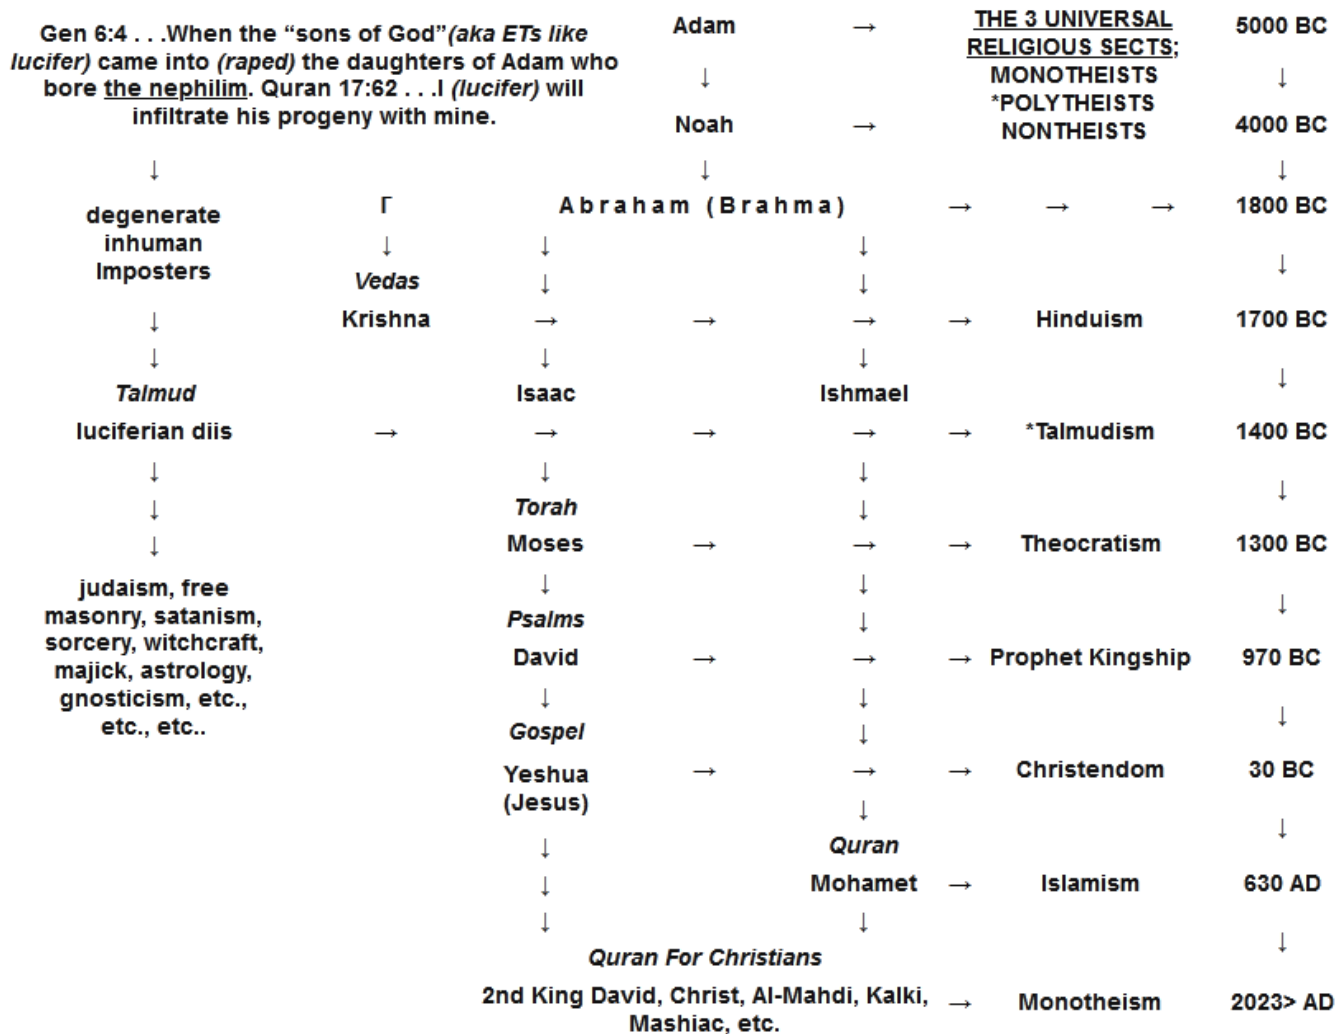 Gen 6:4 . . .When the “sons of God”(aka ETs like
lucifer) came into (raped) the daughters of Adam who
bore the nephilim. Quran 17:62 . . .I (lucifer) will
infiltrate his progeny with mine.
Adam → THE 3 UNIVERSAL
RELIGIOUS SECTS;
MONOTHEISTS
*POLYTHEISTS
NONTHEISTS
5000 BC
↓ ↓
Noah → 4000 BC
↓ ↓ ↓
degenerate
inhuman
Imposters
Γ Abraham (Brahma) → → → 1800 BC
↓ ↓ ↓ ↓
Vedas ↓ ↓
↓ Krishna → → → → Hinduism 1700 BC
↓ ↓ ↓ ↓
Talmud Isaac Ishmael
luciferian diis → → → → → *Talmudism 1400 BC
↓ ↓ ↓ ↓
↓ Torah ↓
↓ Moses → → → Theocratism 1300 BC
judaism, free
masonry, satanism,
sorcery, witchcraft,
majick, astrology,
gnosticism, etc.,
etc., etc..
↓ ↓ ↓
Psalms ↓
David → → → Prophet Kingship 970 BC
↓ ↓ ↓
Gospel ↓
Yeshua
(Jesus)
→ → → Christendom 30 BC
↓ ↓
↓ Quran
↓ Mohamet → Islamism 630 AD
↓ ↓ ↓
Quran For Christians
2nd King David, Christ, Al-Mahdi, Kalki,
Mashiac, etc.
→ Monotheism 2023> AD